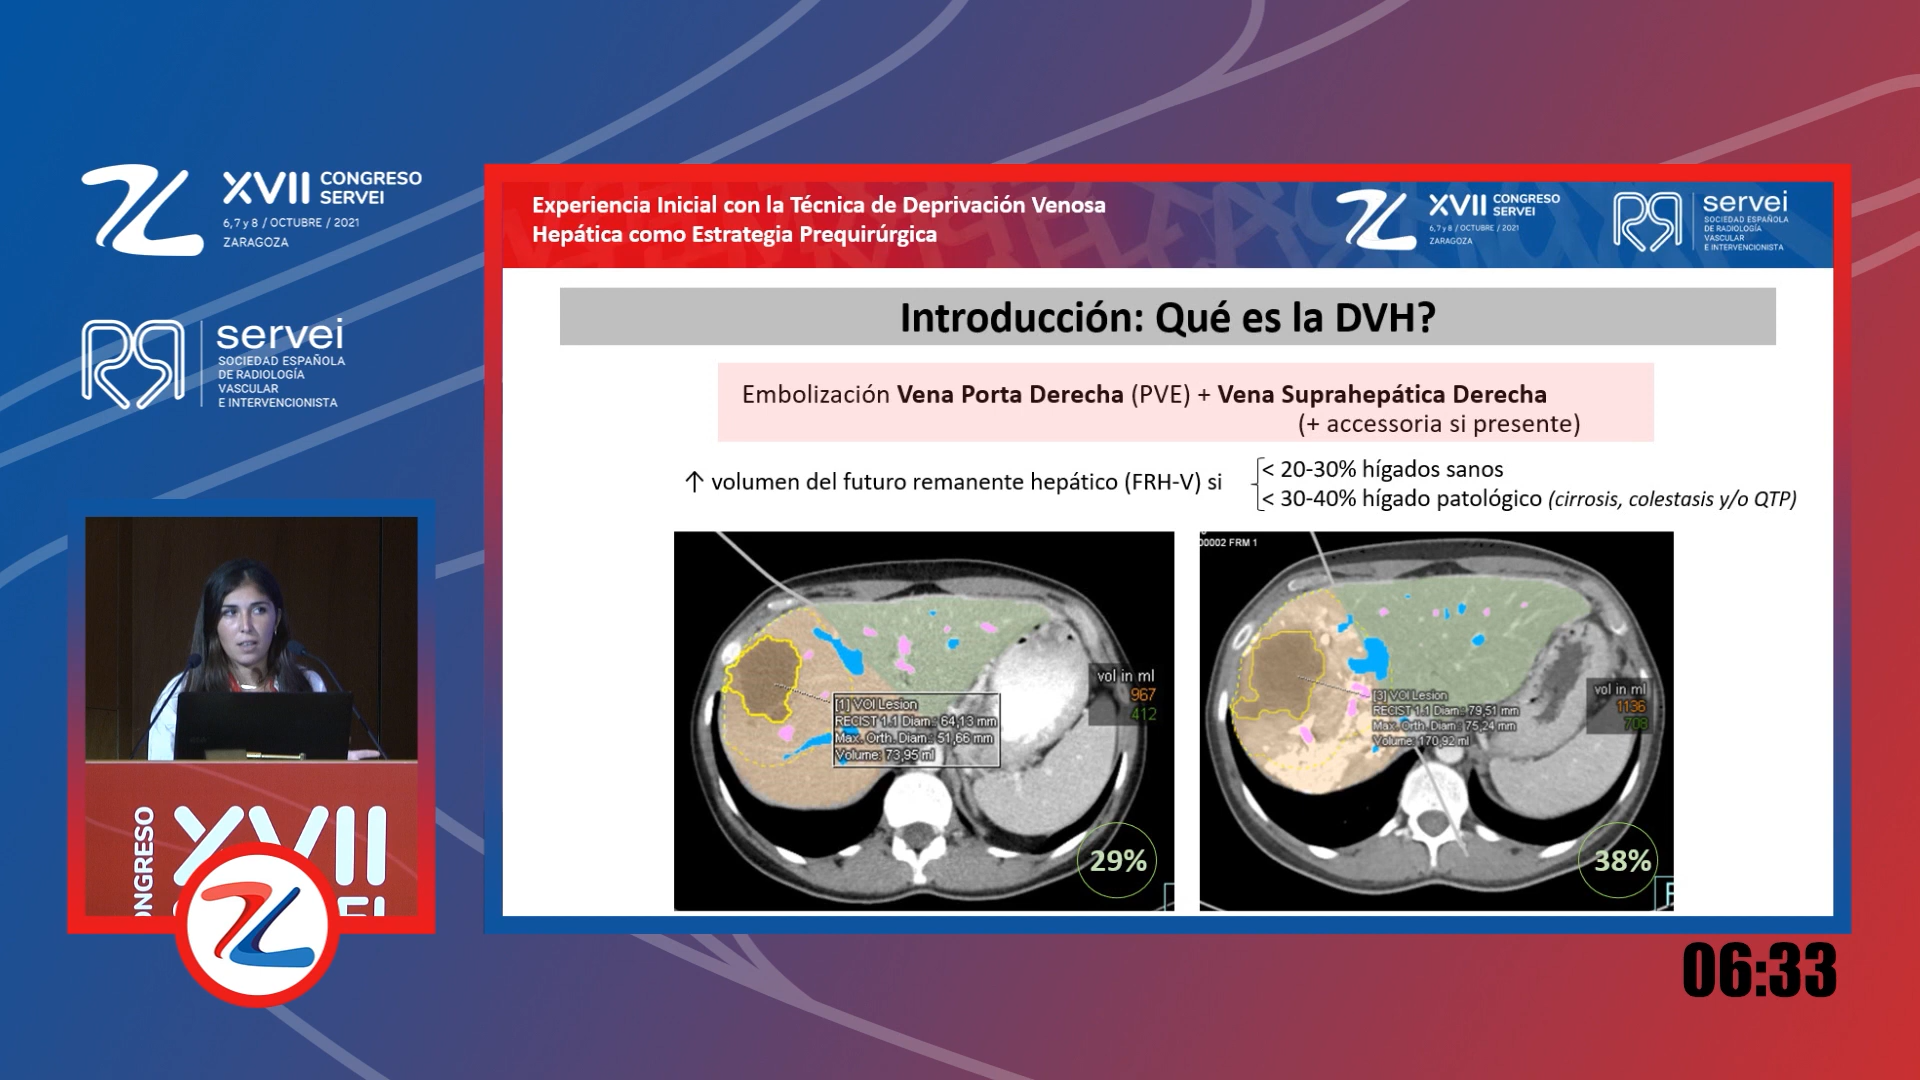 XVII CONGRESO
SERVEI
6, 7 y 8 / OCTUBRE / 2021
ZARAGOZA
servei
SOCIEDAD ESPAÑOLA
DE RADIOLOGÍA
VASCULAR
E INTERVENCIONISTA
Experiencia Inicial con la Técnica de Deprivación Venosa
Hepática como Estrategia Prequirúrgica
XVII CONGRESO
SERVEI
6, 7 y 8 / OCTUBRE / 2021
ZARAGOZA
servei
SOCIEDAD ESPAÑOLA
DE RADIOLOGÍA
VASCULAR
E INTERVENCIONISTA
Introducción: Qué es la DVH?
Embolización Vena Porta Derecha (PVE) + Vena Suprahepática Derecha
(+ accessoria si presente)
↑ volumen del futuro remanente hepático (FRH-V) si
< 20-30% hígados sanos
< 30-40% hígado patológico (cirrosis, colestasis y/o QTP)
vol in ml
967
412
[1] VOI Lesion
RECIST 1.1 Diam.: 64,13 mm
Max. Orth. Diam.: 51,66 mm
Volume: 73,95 ml
29%
00002 FRM 1
vol in ml
1136
708
[3] VOI Lesion
RECIST 1.1 Diam.: 79,51 mm
Max. Orth. Diam.: 75,24 mm
Volume: 170,92 ml
38%
ONGRESO
XVII
06:33